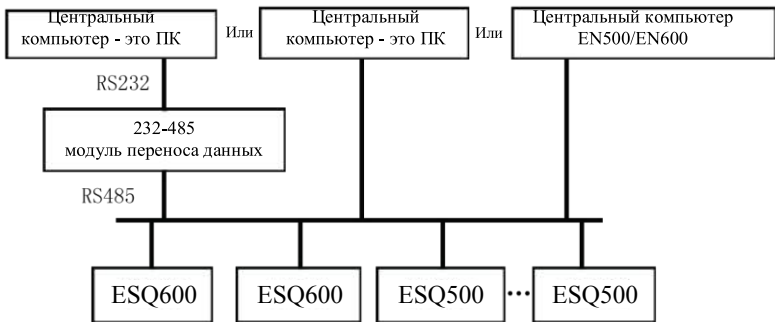 Центральный
компьютер - это ПК
Или
Центральный
компьютер - это ПК
Или
Центральный компьютер
EN500/EN600
RS232
232-485
модуль переноса данных
RS485
ESQ600
ESQ600
ESQ500
...
ESQ500